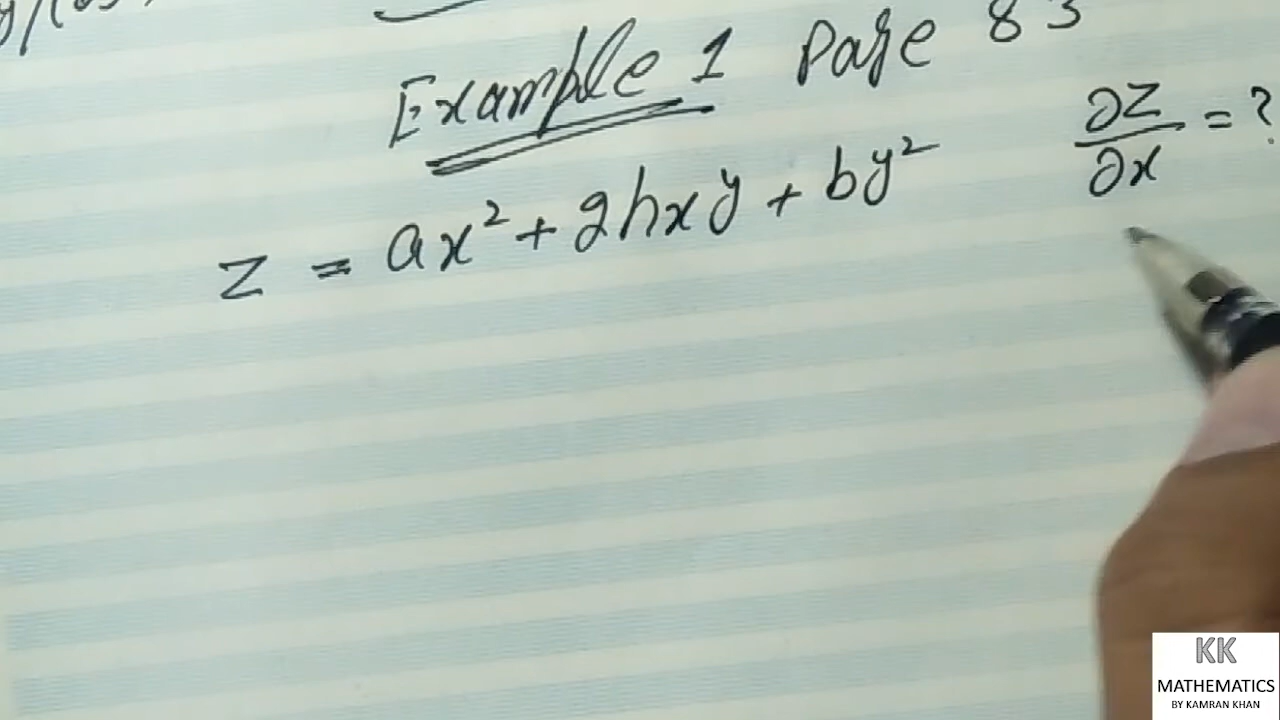 Example 1 Page 83
∂z/∂x = ?
z = ax² + 2hxy + by²
KK
MATHEMATICS
BY KAMRAN KHAN